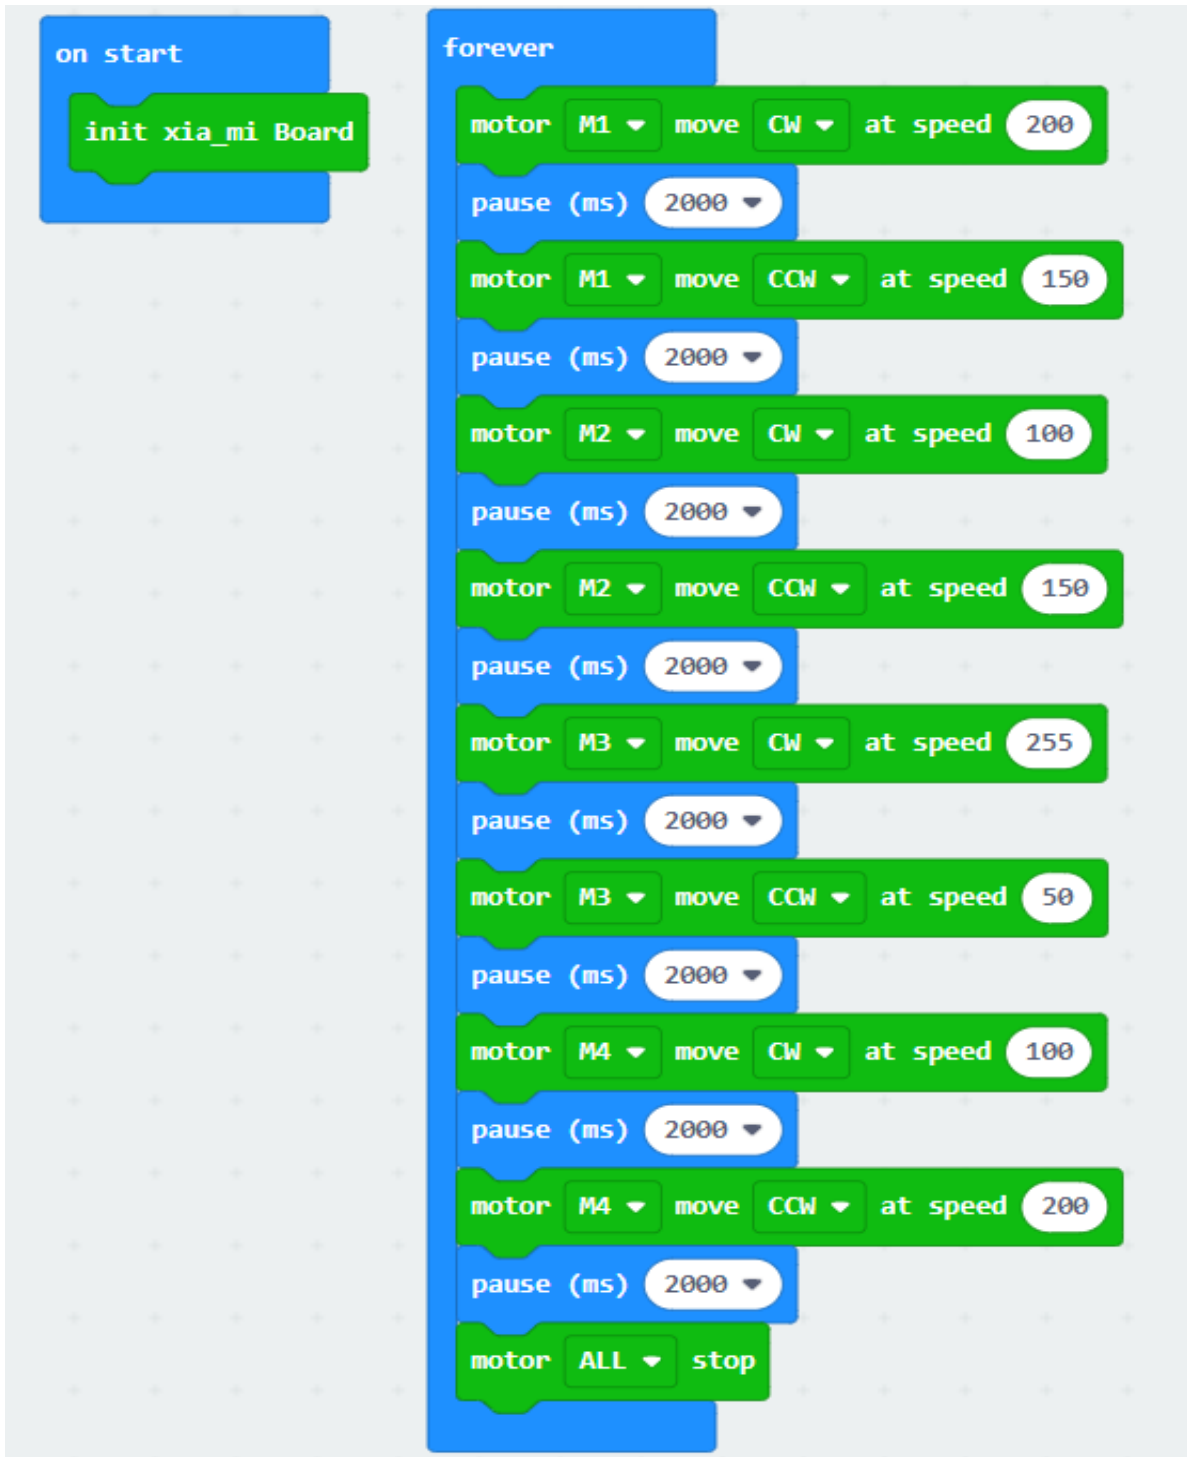 on start
init xia_mi Board
forever
motor M1 move CW at speed 200
pause (ms) 2000
motor M1 move CCW at speed 150
pause (ms) 2000
motor M2 move CW at speed 100
pause (ms) 2000
motor M2 move CCW at speed 150
pause (ms) 2000
motor M3 move CW at speed 255
pause (ms) 2000
motor M3 move CCW at speed 50
pause (ms) 2000
motor M4 move CW at speed 100
pause (ms) 2000
motor M4 move CCW at speed 200
pause (ms) 2000
motor ALL stop